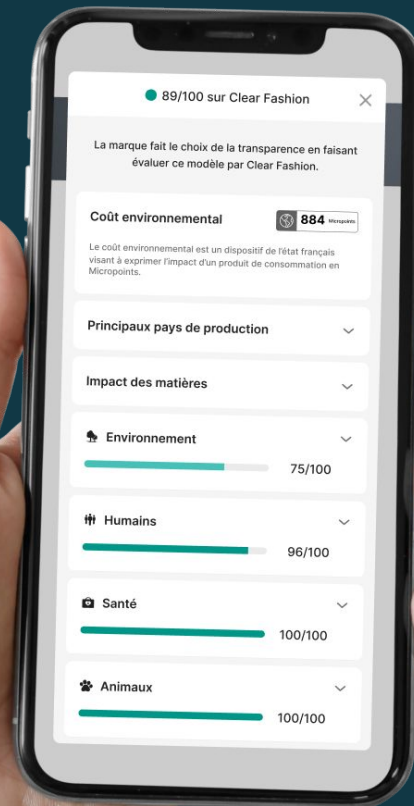 89/100 sur Clear Fashion
La marque fait le choix de la transparence en faisant
évaluer ce modèle par Clear Fashion.
Coût environnemental
884 Micropoints
Le coût environnemental est un dispositif de l'état français
visant à exprimer l'impact d'un produit de consommation en
Micropoints.
Principaux pays de production
Impact des matières
Environnement
75/100
Humains
96/100
Santé
100/100
Animaux
100/100